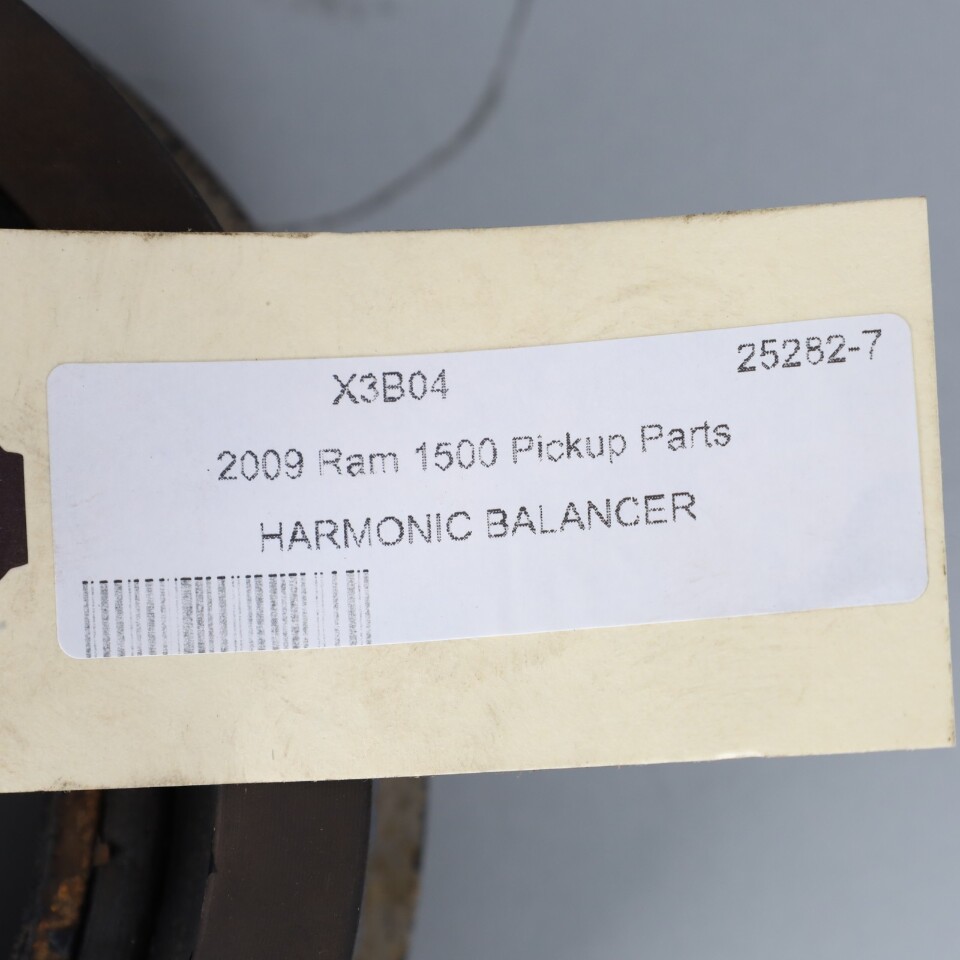 X3B04
25282-7
2009 Ram 1500 Pickup Parts
HARMONIC BALANCER